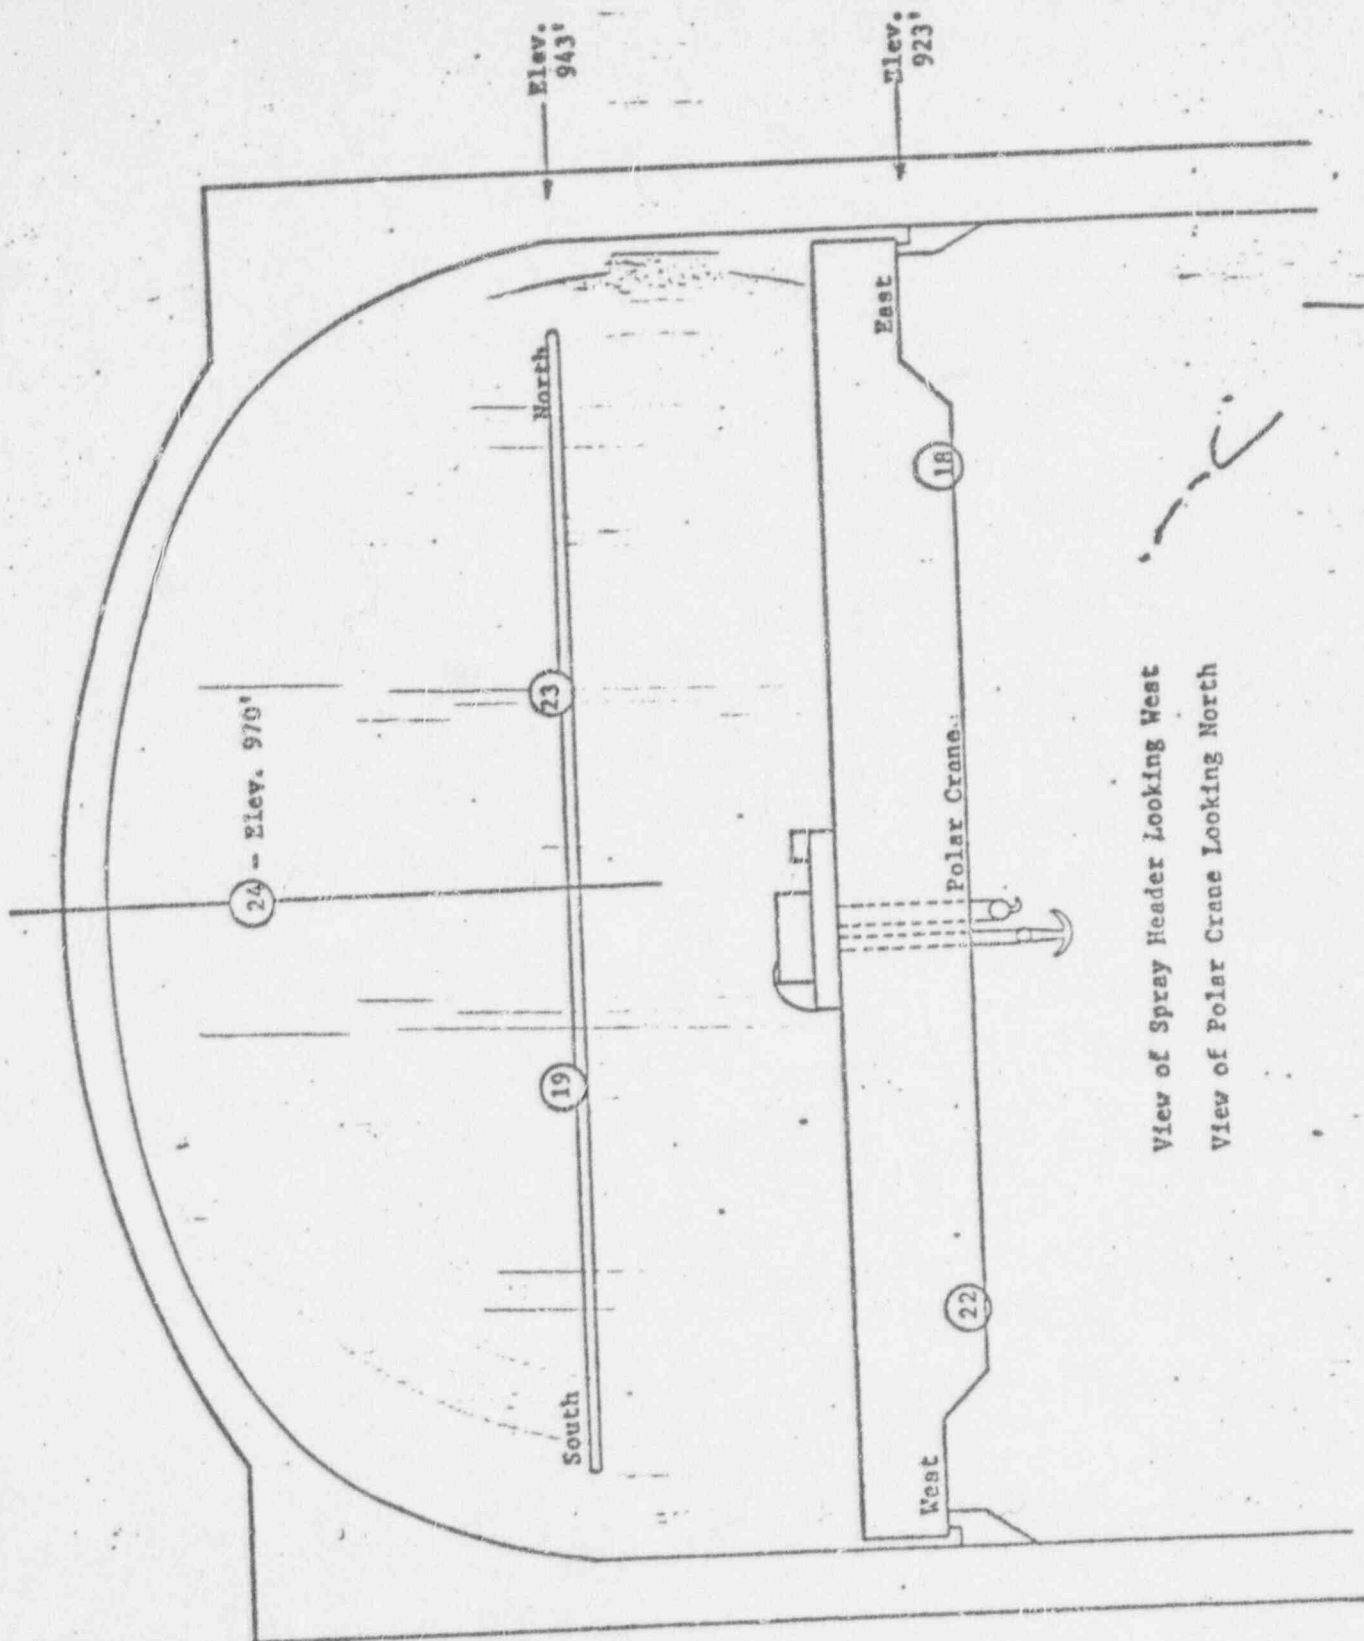 Elev.
943'
Elev.
923'
24 - Elev. 970'
North
23
19
South
East
18
Polar Crane
22
West
View of Spray Header Looking West
View of Polar Crane Looking North